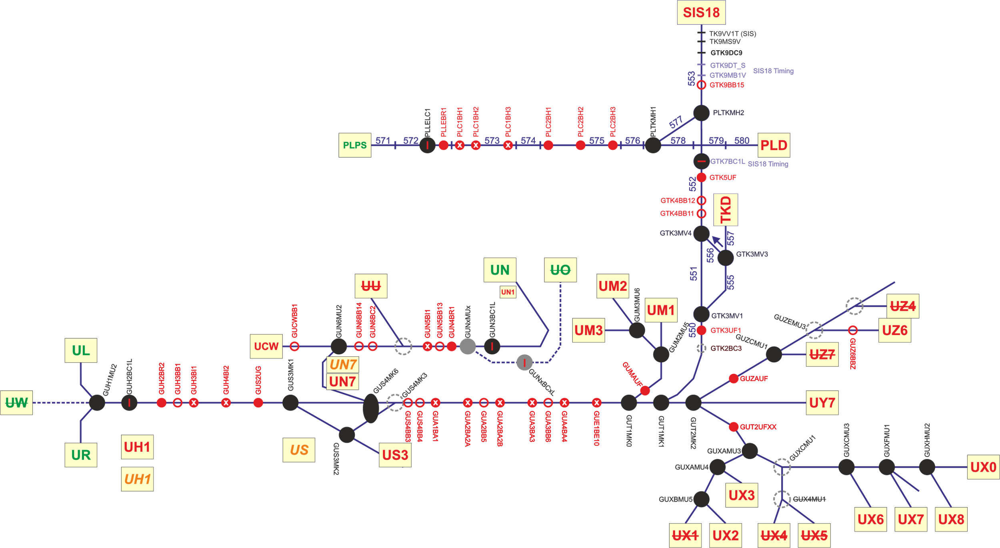 SIS18
TK9VV1T (SIS)
TK9MS9V
GTK9DC9
GTK9DT_S
SIS18 Timing
GTK9MB1V
553
GTK9BB15
PLTKMH2
577
PLLELC1
PLLEBR1
PLC1BH1
PLC1BH2
PLC1BH3
PLC2BH1
PLC2BH2
PLC2BH3
PLTKMH1
PLPS
571
572
573
574
575
576
578
579
580
PLD
GTK7BC1L
SIS18 Timing
GTK5UF
552
GTK4BB12
GTK4BB11
TKD
GTK3MV4
557
556
GTK3MV3
551
555
UN
UN1
UO
UU
UM2
UM1
UM3
GUM3MU6
GUM2MU5
GTK3MV1
550
GTK3UF1
GTK2BC3
GUZEMU3
GUZCMU1
UZ4
UZ6
UZ7
GUZ6BBZ
GUZAUF
UCW
GUCWBB1
GUN6MU2
GUN6BB14
GUN6BC2
x
GUN5BI1
GUN5BB13
GUN4BR1
GUNxMUx
GUN3BC1L
GUNxBCxL
UN7
UN7
UL
UW
UR
GUH1MU2
GUH2BC1L
GUH2BR2
GUH3BB1
GUH3BI1
GUH4BI2
GUS2UG
GUS3MK1
GUS4MK6
GUS4MK3
GUMAUF
UY7
GUS4BB3
GUS4BB4
GUA1BA1
GUA2BA2A
GUA2BB5
GUA2BA2B
GUA3BA3
GUA3BB6
GUA4BA4
GUE1BE10
GUT1MK0
GUT1MK1
GUT2MK2
GUT2UFXX
UH1
UH1
US
GUS3MK2
US3
GUXAMU3
GUXAMU4
GUXBMU5
GUXCMU1
GUXCMU3
GUXFMU1
GUXHMU2
UX0
UX3
GUX4MU1
UX6
UX7
UX8
UX1
UX2
UX4
UX5